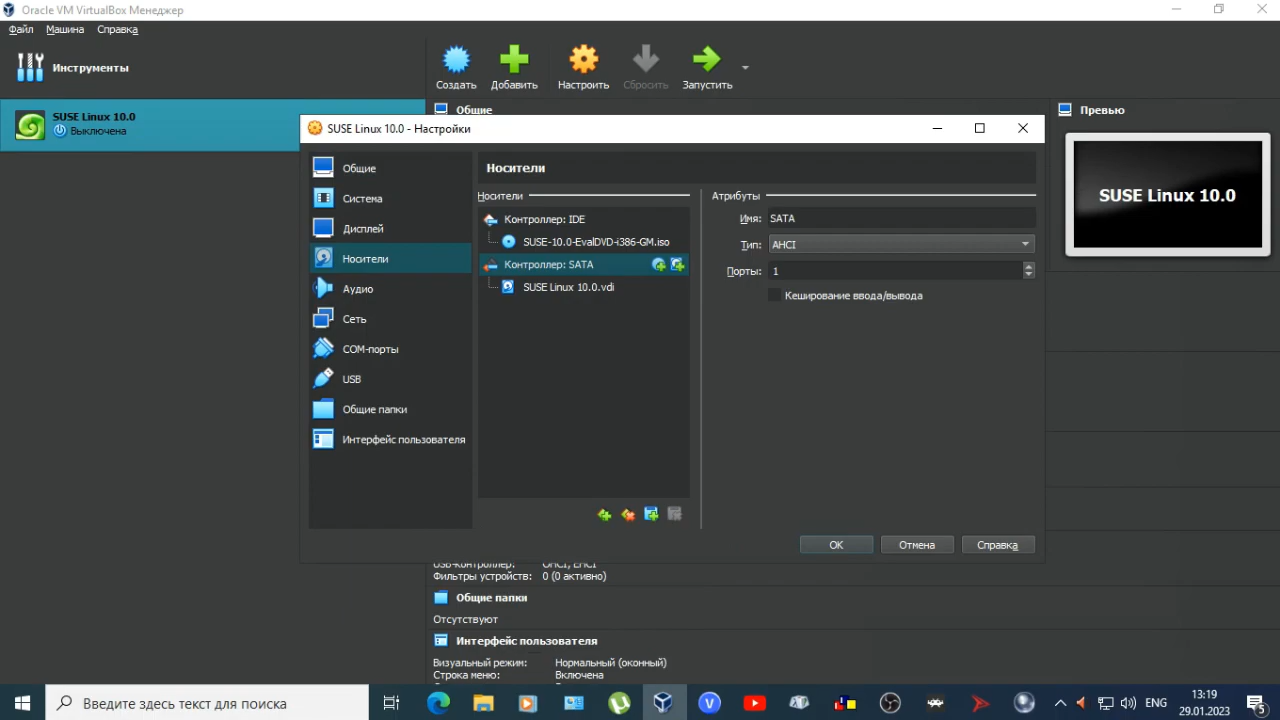 Oracle VM VirtualBox Менеджер
Файл Машина Справка
Инструменты
Создать Добавить Настроить Сбросить Запустить
SUSE Linux 10.0
Выключена
Общие
Превью
SUSE Linux 10.0
SUSE Linux 10.0 - Настройки
Общие
Система
Дисплей
Носители
Аудио
Сеть
COM-порты
USB
Общие папки
Интерфейс пользователя
Носители
Носители
Контроллер: IDE
SUSE-10.0-EvalDVD-i386-GM.iso
Контроллер: SATA
SUSE Linux 10.0.vdi
Атрибуты
Имя: SATA
Тип: AHCI
Порты: 1
Кеширование ввода/вывода
OK Отмена Справка
USB-контроллер: OHCI, EHCI
Фильтры устройств: 0 (0 активно)
Общие папки
Отсутствуют
Интерфейс пользователя
Визуальный режим: Нормальный (оконный)
Строка меню: Включена
Введите здесь текст для поиска
ENG
13:19
29.01.2023
5